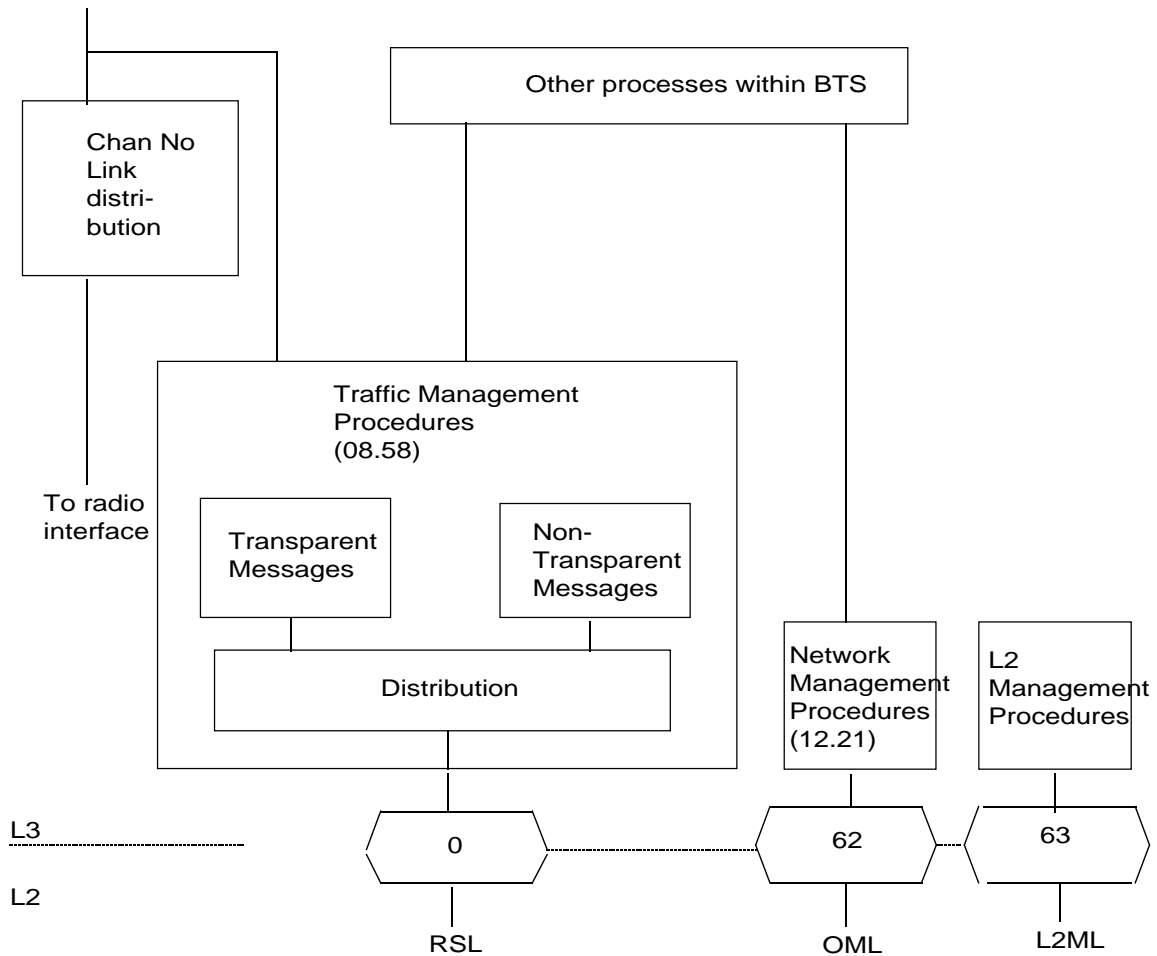 Other processes within BTS
Chan No
Link
distri-
bution
Traffic Management
Procedures
(08.58)
To radio
interface
Transparent
Messages
Non-
Transparent
Messages
Distribution
Network
Management
Procedures
(12.21)
L2
Management
Procedures
L3
0
62
63
L2
RSL
OML
L2ML